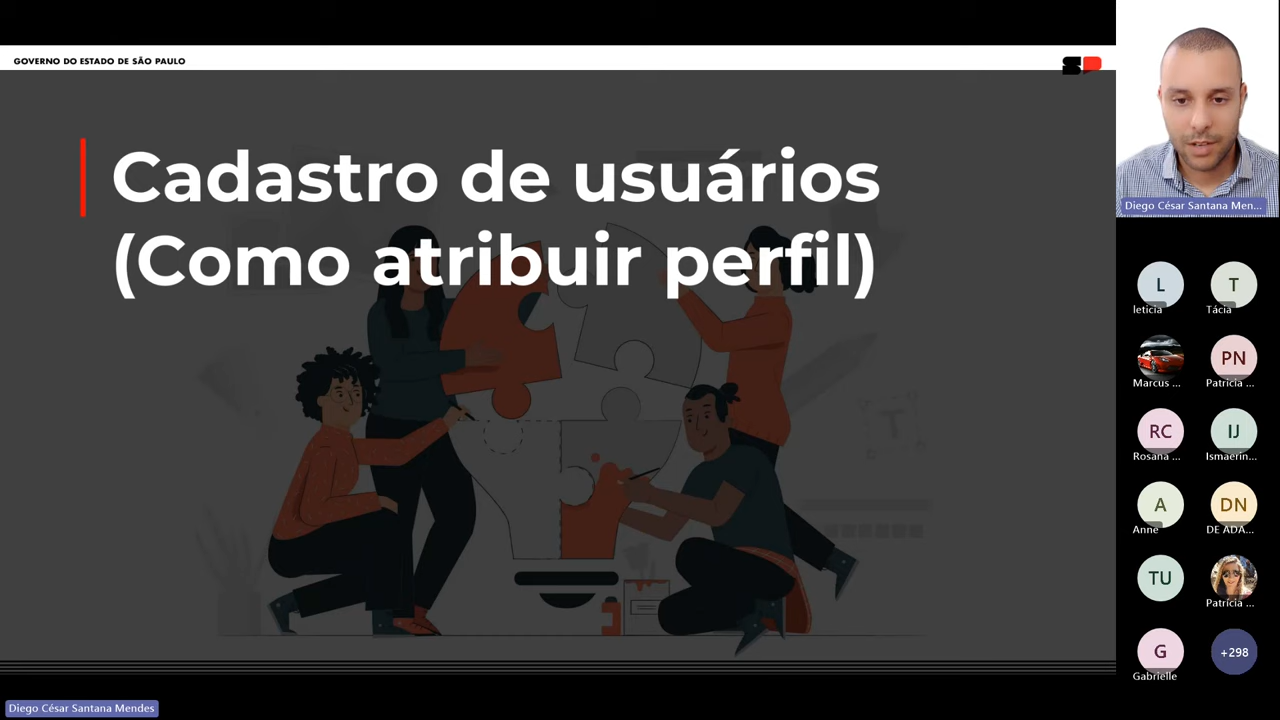 GOVERNO DO ESTADO DE SÃO PAULO
SP
Cadastro de usuários
(Como atribuir perfil)
Diego César Santana Men...
L
T
leticia
Tácia
PN
Marcus ...
Patrícia ...
RC
IJ
Rosana ...
Ismaerin...
A
DN
Anne
DE ADA...
TU
Patrícia ...
G
+298
Gabrielle
Diego César Santana Mendes